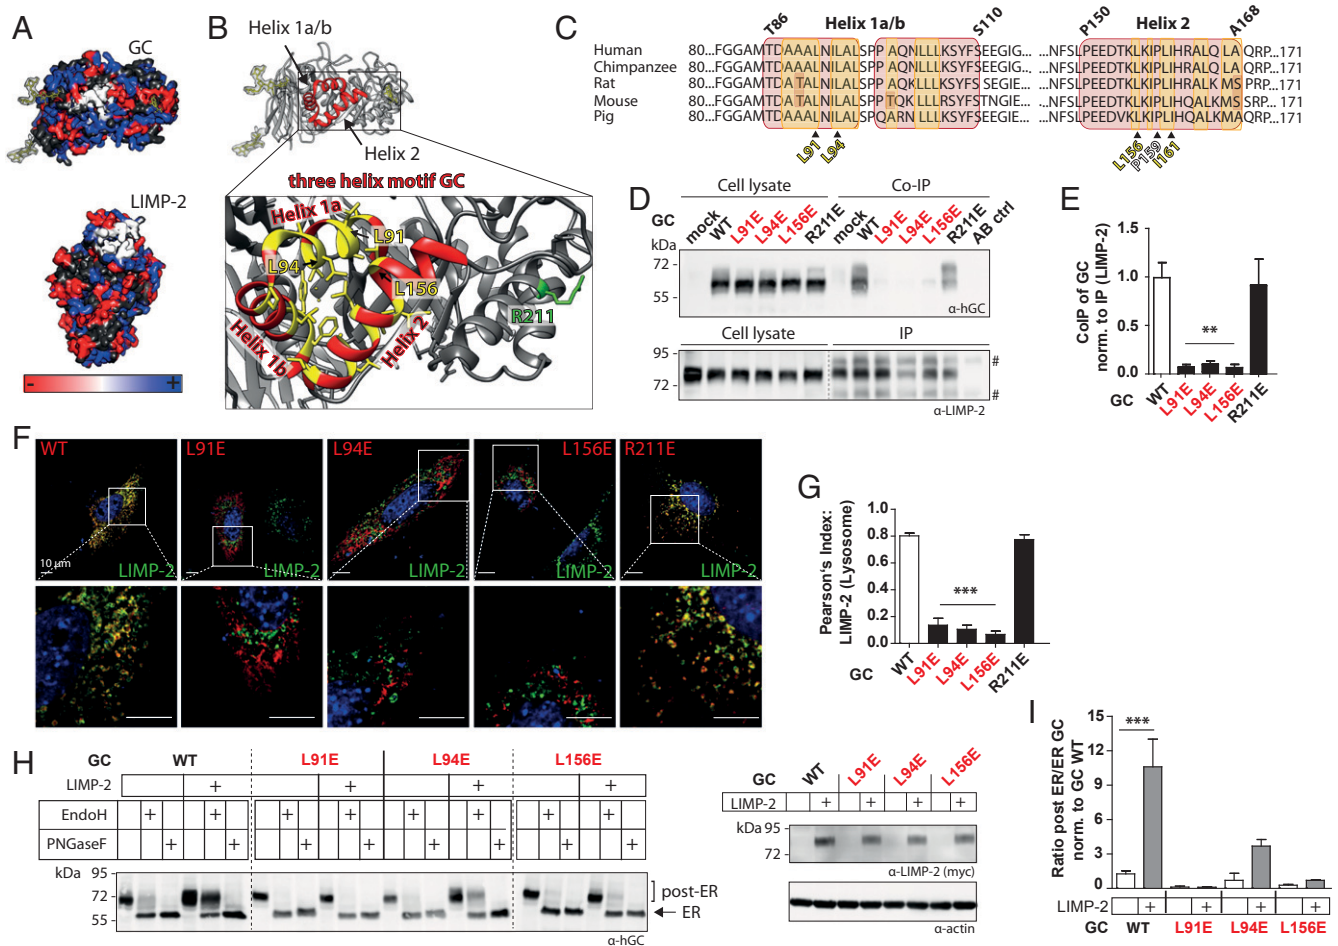 A
GC
LIMP-2
-
+
B
Helix 1a/b
Helix 2
three helix motif GC
Helix 1a
L91
L94
L156
R211
Helix 2
Helix 1b
C
T86
Helix 1a/b
S110
P150
Helix 2
A168
Human 80...FGGAMTDAAALNILALSPPAQNLLLKSYFSEEGIG... ...NFSLPEEDTKLKIPLIHRALQLAQRP...171
Chimpanzee 80...FGGAMTDAAALNILALSPPAQNLLLKSYFSEEGIG... ...NFSLPEEDTKLKIPLIHRALQLAQRP...171
Rat 80...FGGAMTDATALNILALSPPAQNLLLKSYFSSEGIE... ...NFSLPEEDTKLKIPLIHRALKMSPRP...171
Mouse 80...FGGAMTDATALNILALSPPTQKLLLRSYFSTNGIE... ...NFSLPEEDTKLKIPLIHQALKMSSRP...171
Pig 80...FGGAMTDAAALNILALSPQARNLLLKSYFSEEGIE... ...NFSLPEEDTKLKIPLIHQALKMAQRP...171
L91
L94
L156
P159
I161
D
Cell lysate
Co-IP
GC
mock
WT
L91E
L94E
L156E
R211E
mock
WT
L91E
L94E
L156E
R211E
AB ctrl
kDa
72
55
α-hGC
Cell lysate
IP
95
72
#
#
α-LIMP-2
E
CoIP of GC
norm. to IP (LIMP-2)
1.5
1.0
0.5
0.0
**
GC
WT
L91E
L94E
L156E
R211E
F
WT
L91E
L94E
L156E
R211E
10 μm
LIMP-2
LIMP-2
LIMP-2
LIMP-2
LIMP-2
G
Pearson's Index:
LIMP-2 (Lysosome)
1.0
0.8
0.6
0.4
0.2
0.0
***
GC
WT
L91E
L94E
L156E
R211E
H
GC WT L91E L94E L156E
LIMP-2 + + + +
EndoH + + + + + + + +
PNGaseF + + + + + + + +
kDa
95
72
55
post-ER
ER
α-hGC
GC
WT
L91E
L94E
L156E
LIMP-2 + + + +
kDa 95
72
α-LIMP-2 (myc)
α-actin
I
Ratio post ER/ER GC
norm. to GC WT
15
12
9
6
3
0
***
LIMP-2 + + + +
GC WT L91E L94E L156E